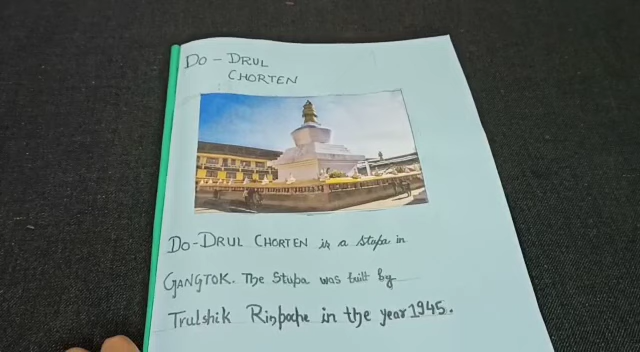 DO-DRUL
CHORTEN
DO-DRUL CHORTEN is a stupa in
GANGTOK. The Stupa was built by
Trulshik Rinpoche in the year 1945.